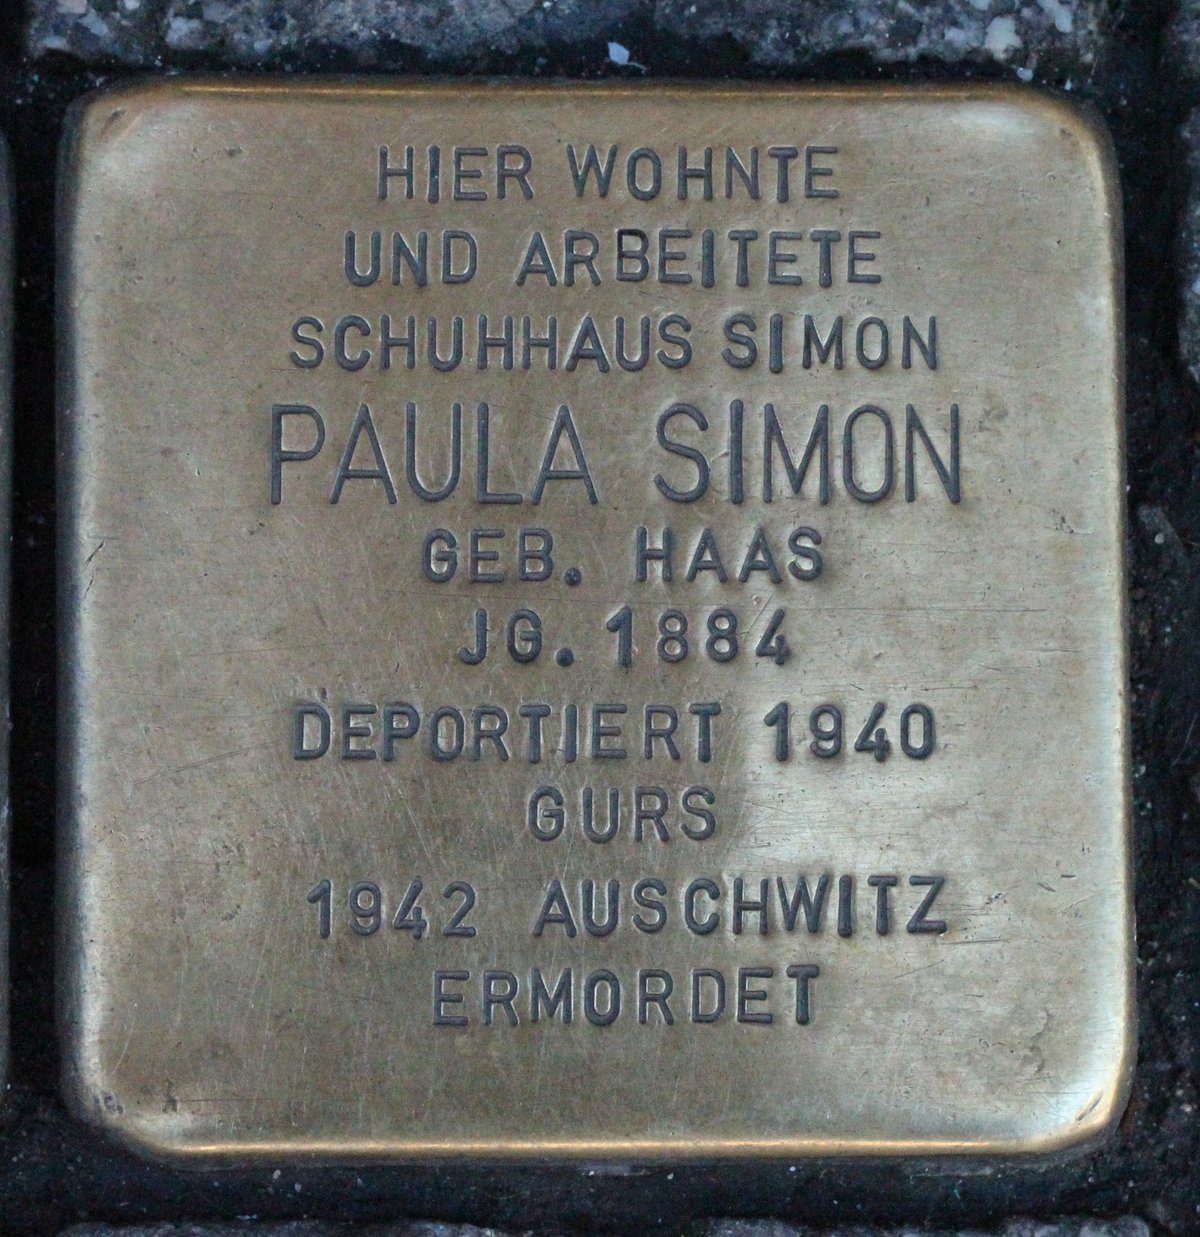 HIER WOHNTE
UND ARBEITETE
SCHUHHAUS SIMON
PAULA SIMON
GEB. HAAS
JG. 1884
DEPORTIERT 1940
GURS
1942 AUSCHWITZ
ERMORDET